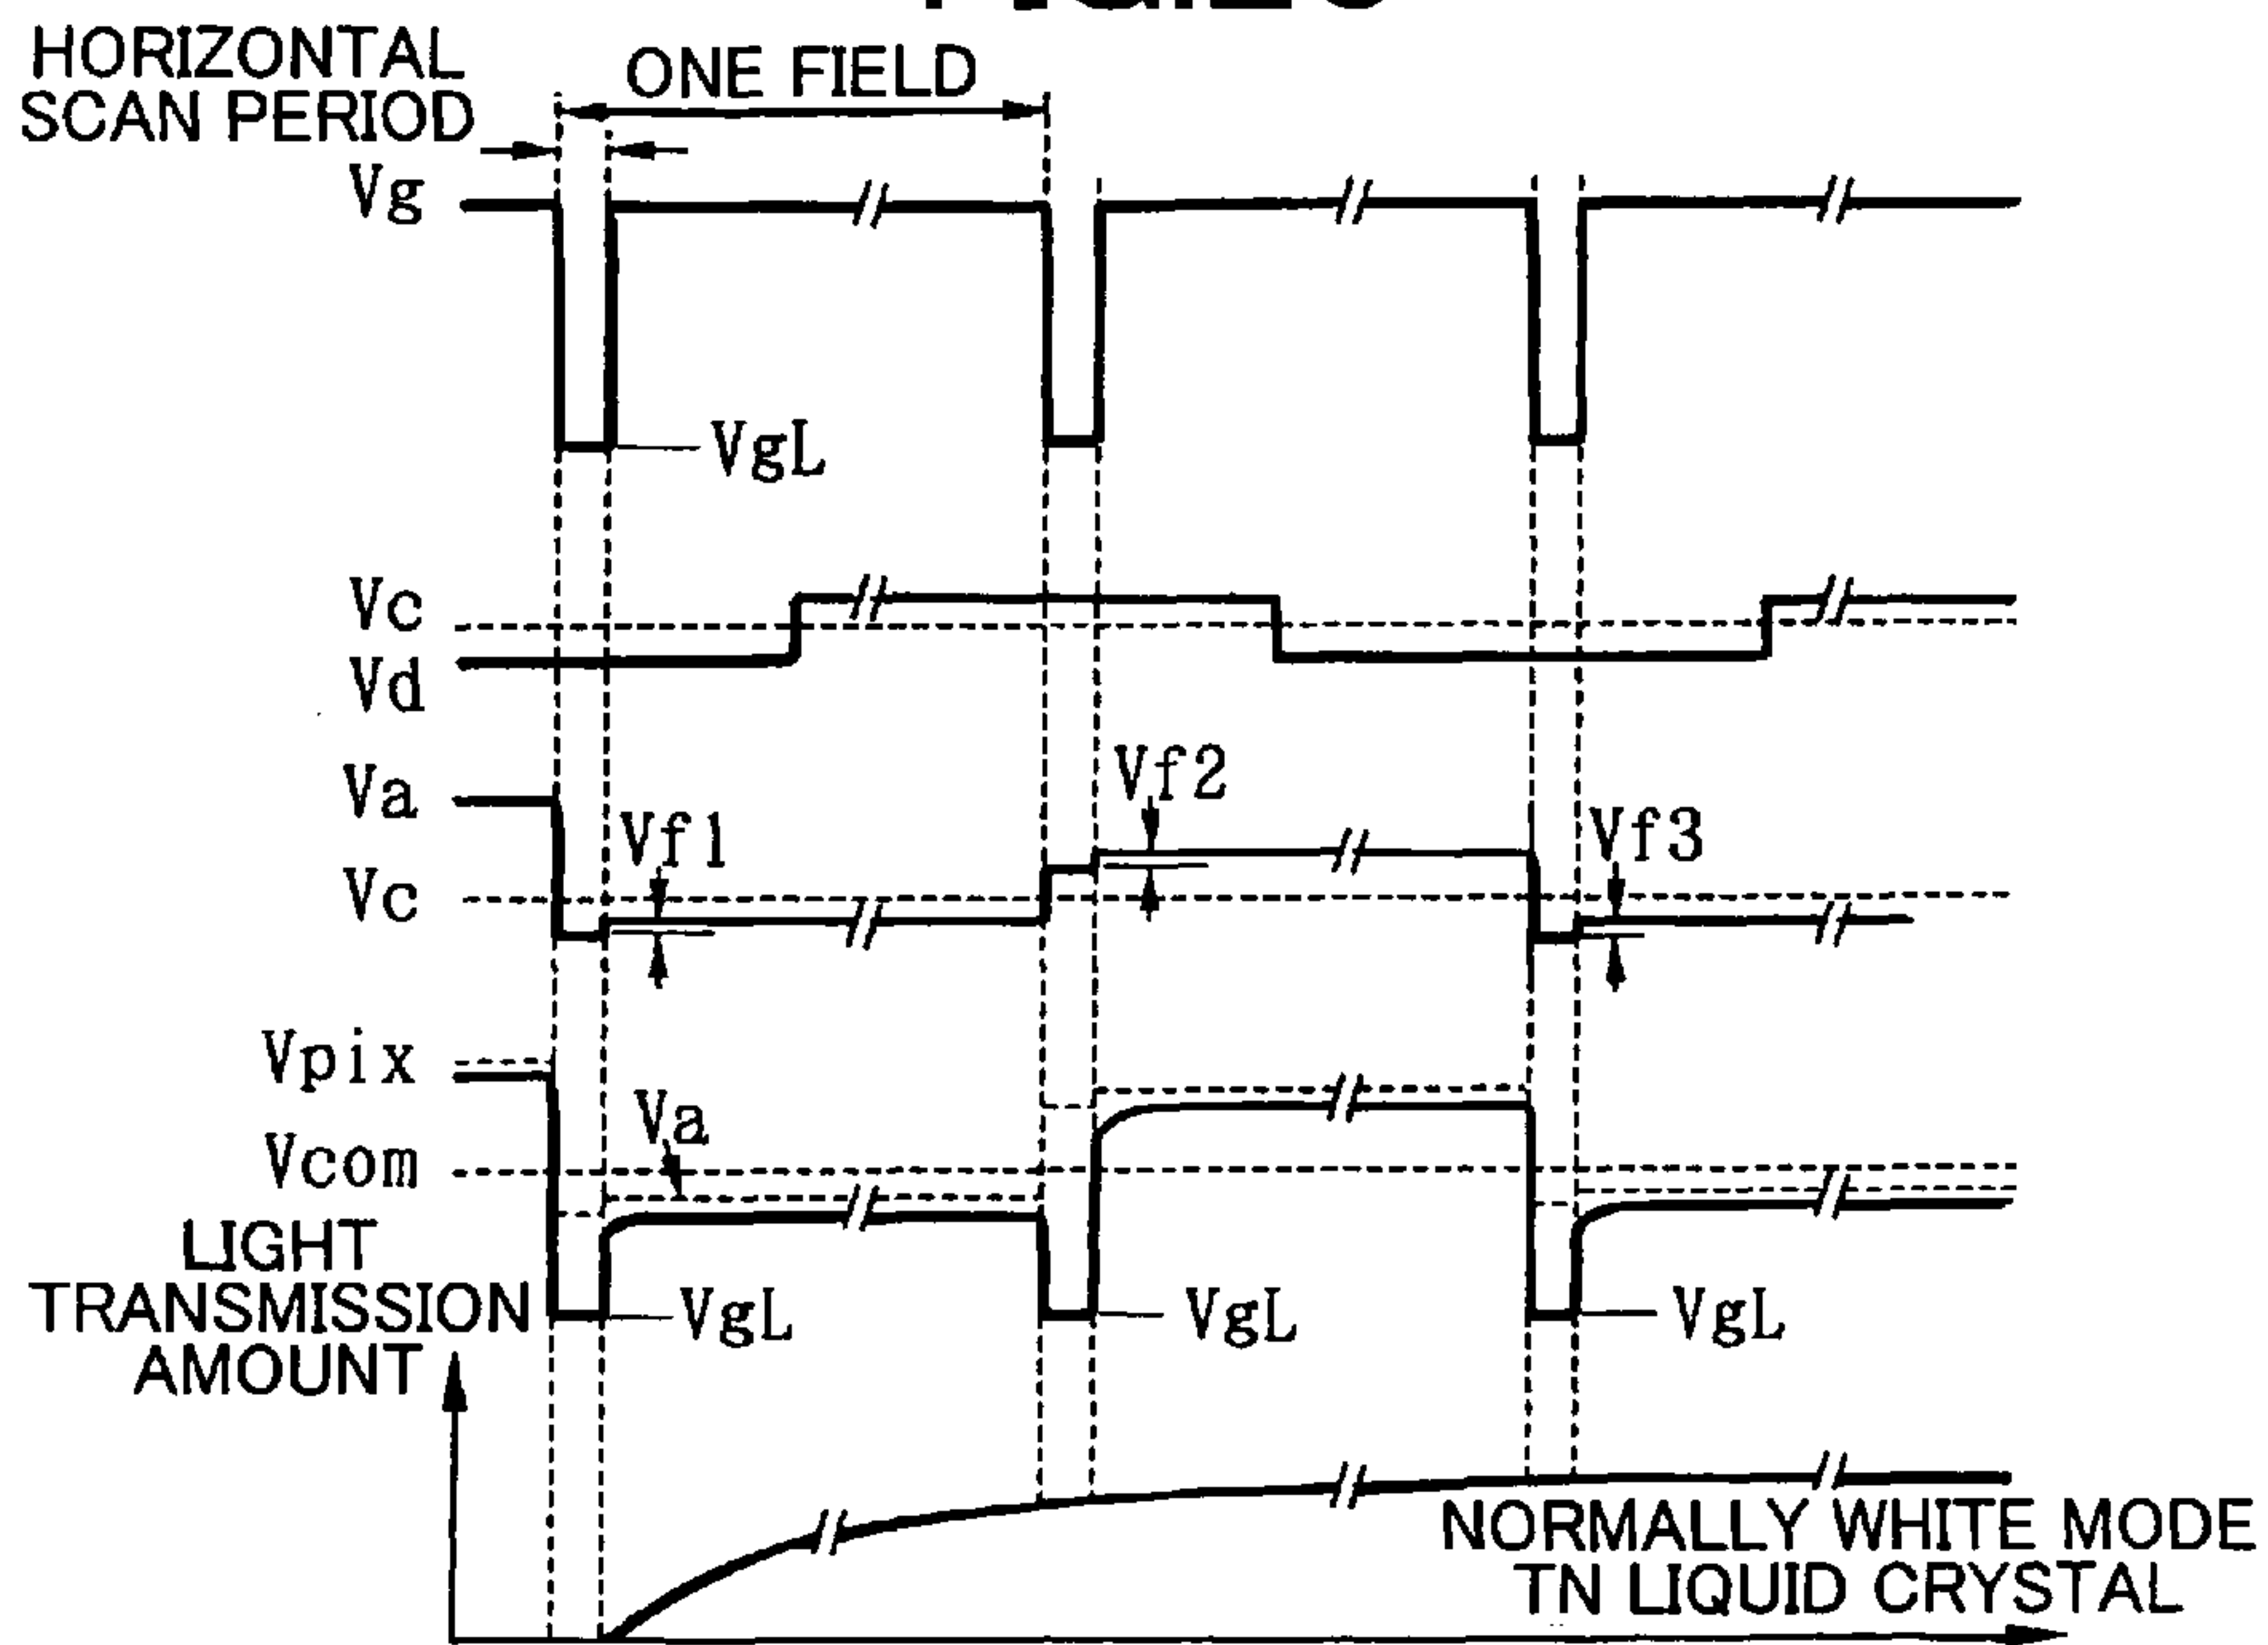 HORIZONTAL
SCAN PERIOD
ONE FIELD
Vg
VgL
Vc
Vd
Va
Vf1
Vf2
Vf3
Vc
Vpix
Va
Vcom
LIGHT
TRANSMISSION
AMOUNT
VgL
VgL
VgL
NORMALLY WHITE MODE
TN LIQUID CRYSTAL